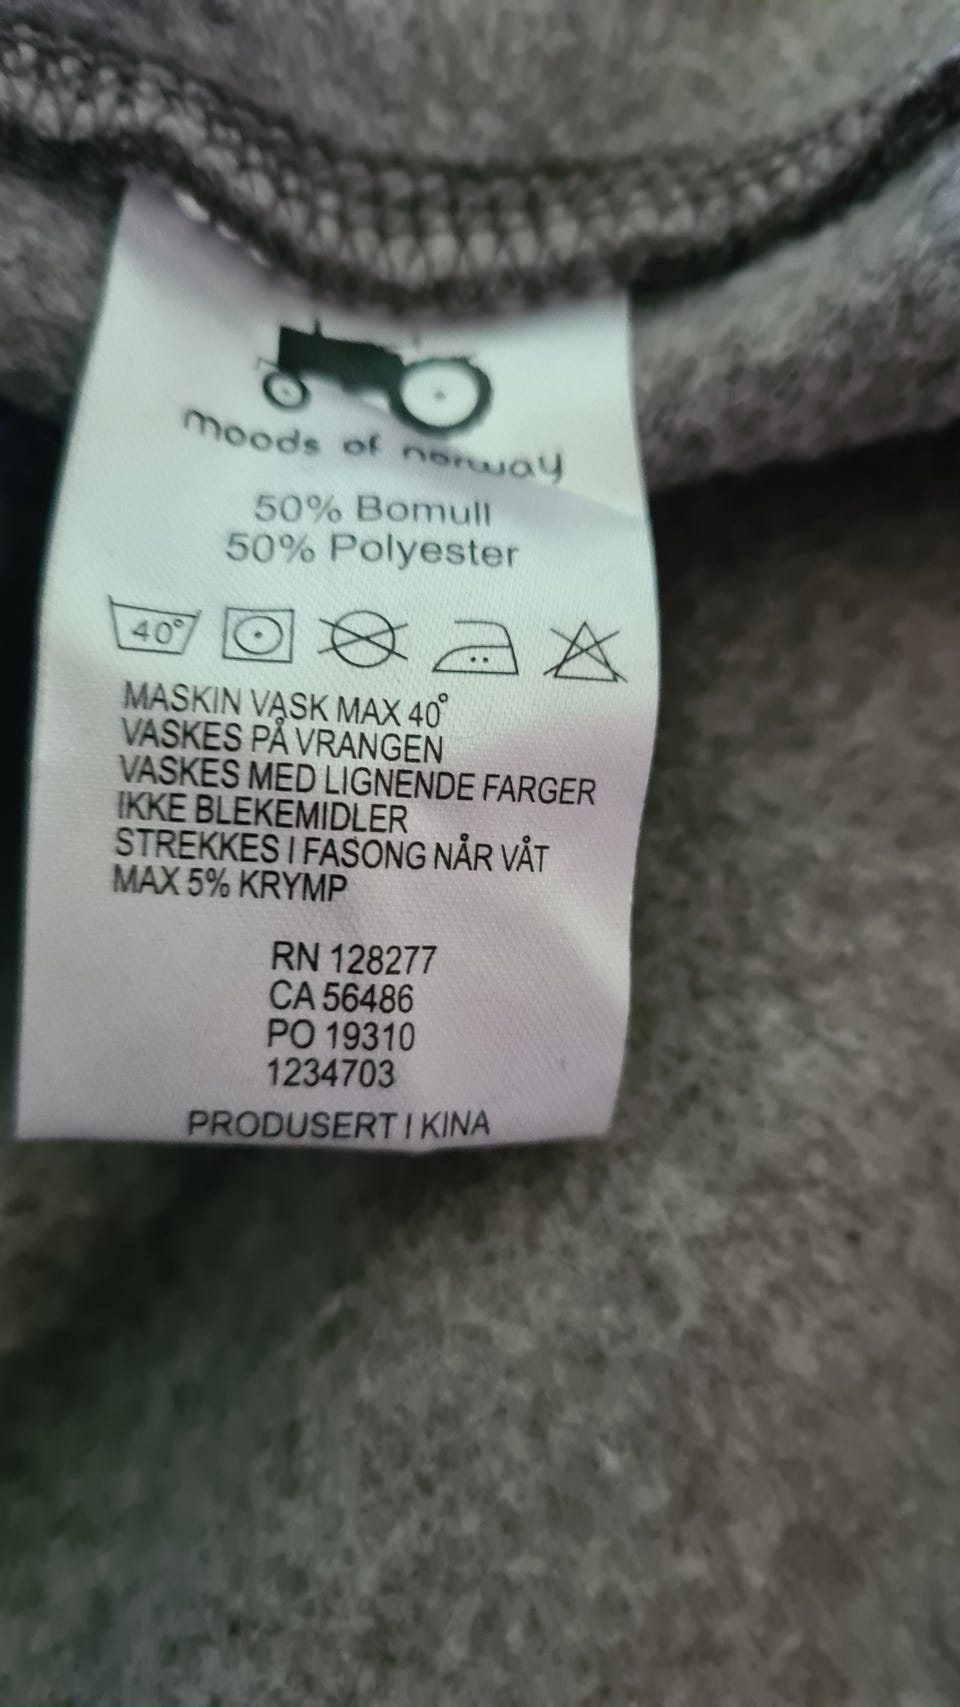 moods of norway
50% Bomull
50% Polyester
40°
MASKIN VASK MAX 40°
VASKES PÅ VRANGEN
VASKES MED LIGNENDE FARGER
IKKE BLEKEMIDLER
STREKKES I FASONG NÅR VÅT
MAX 5% KRYMP
RN 128277
CA 56486
PO 19310
1234703
PRODUSERT I KINA